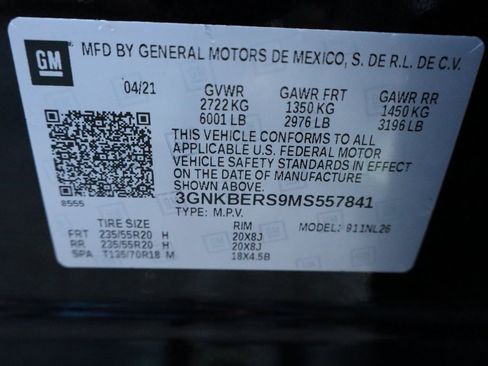 GM
MFD BY GENERAL MOTORS DE MEXICO, S. DE R.L. DE C.V.
04/21 GVWR GAWR FRT GAWR RR
2722 KG 1350 KG 1450 KG
6001 LB 2976 LB 3196 LB
THIS VEHICLE CONFORMS TO ALL
APPLICABLE U.S. FEDERAL MOTOR
VEHICLE SAFETY STANDARDS IN EFFECT
ON THE DATE OF MANUFACTURE
SHOWN ABOVE.
8555
3GNKBERS9MS557841
TYPE: M.P.V.
TIRE SIZE RIM MODEL: 911NL26
FRT 235/55R20 H 20X8J
RR 235/55R20 H 20X8J
SPA T135/70R18 M 18X4.5B